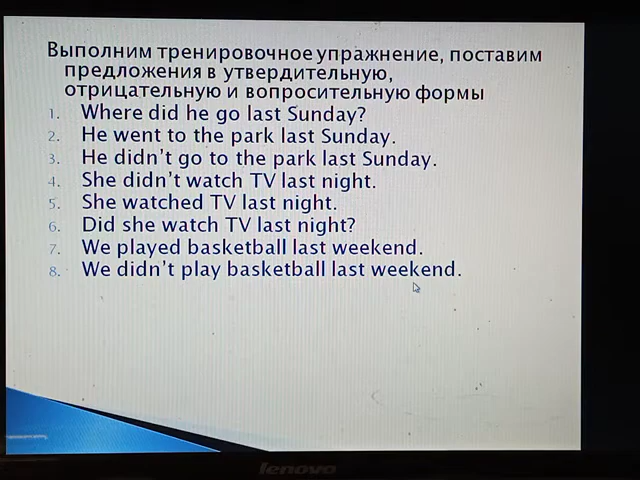 Выполним тренировочное упражнение, поставим
предложения в утвердительную,
отрицательную и вопросительную формы
1. Where did he go last Sunday?
2. He went to the park last Sunday.
3. He didn't go to the park last Sunday.
4. She didn't watch TV last night.
5. She watched TV last night.
6. Did she watch TV last night?
7. We played basketball last weekend.
8. We didn't play basketball last weekend.
lenovo